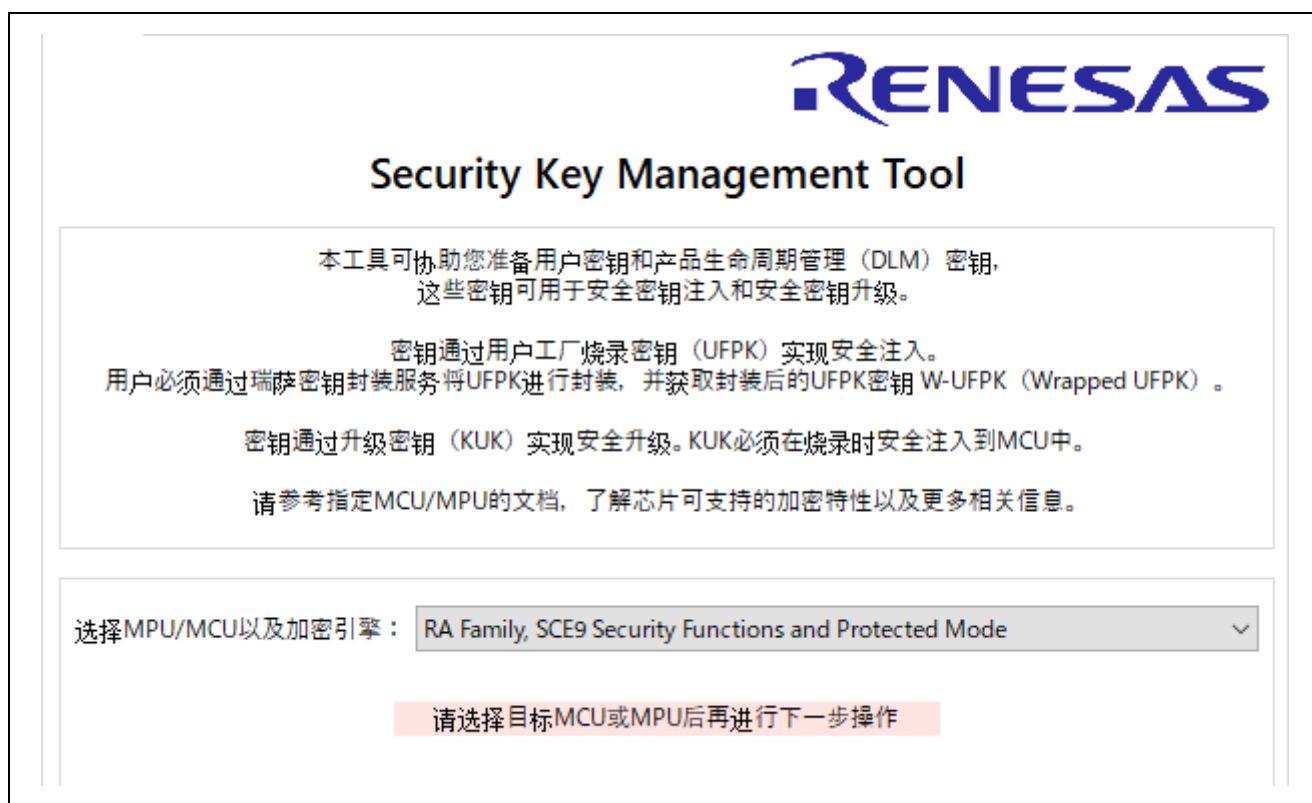 RENESAS
Security Key Management Tool
本工具可协助您准备用户密钥和产品生命周期管理（DLM）密钥，
这些密钥可用于安全密钥注入和安全密钥升级。
密钥通过用户工厂烧录密钥（UFPK）实现安全注入。
用户必须通过瑞萨密钥封装服务将UFPK进行封装，并获取封装后的UFPK密钥 W-UFPK（Wrapped UFPK）。
密钥通过升级密钥（KUK）实现安全升级。KUK必须在烧录时安全注入到MCU中。
请参考指定MCU/MPU的文档，了解芯片可支持的加密特性以及更多相关信息。
选择MPU/MCU以及加密引擎： RA Family, SCE9 Security Functions and Protected Mode
请选择目标MCU或MPU后再进行下一步操作